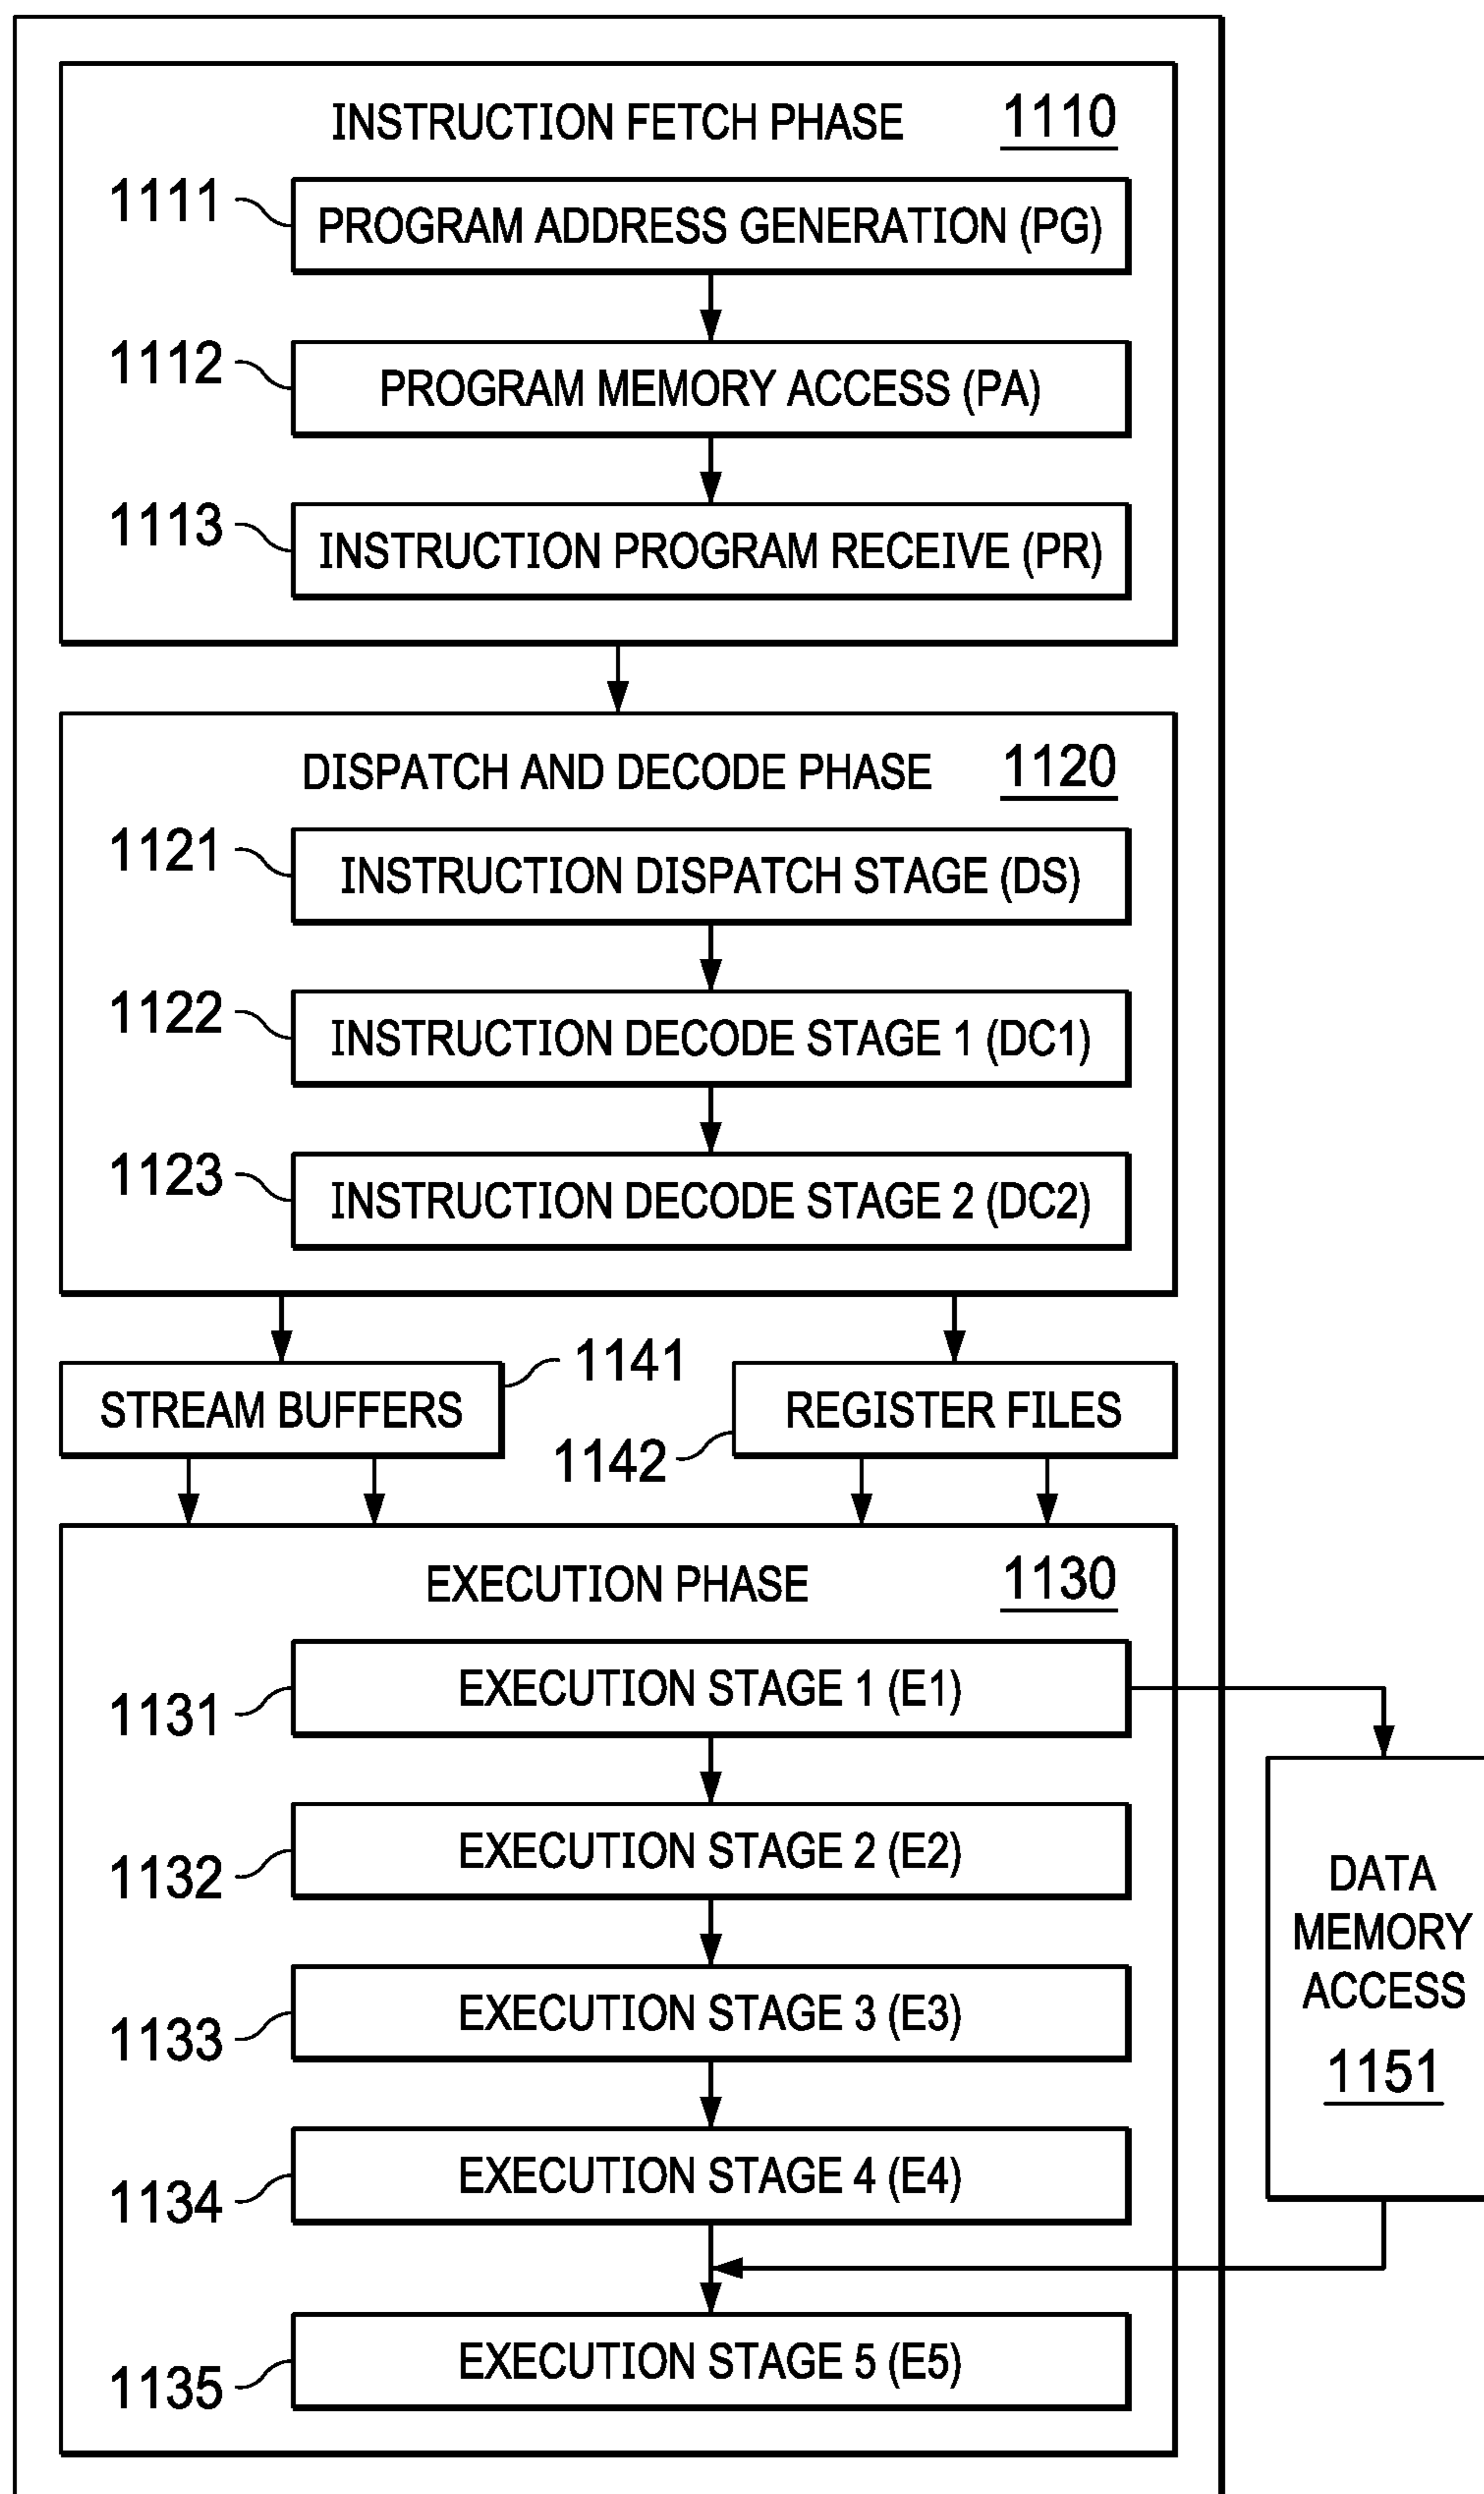 INSTRUCTION FETCH PHASE 1110
1111 PROGRAM ADDRESS GENERATION (PG)
1112 PROGRAM MEMORY ACCESS (PA)
1113 INSTRUCTION PROGRAM RECEIVE (PR)
DISPATCH AND DECODE PHASE 1120
1121 INSTRUCTION DISPATCH STAGE (DS)
1122 INSTRUCTION DECODE STAGE 1 (DC1)
1123 INSTRUCTION DECODE STAGE 2 (DC2)
STREAM BUFFERS
1141
REGISTER FILES
1142
EXECUTION PHASE 1130
1131 EXECUTION STAGE 1 (E1)
1132 EXECUTION STAGE 2 (E2)
1133 EXECUTION STAGE 3 (E3)
1134 EXECUTION STAGE 4 (E4)
1135 EXECUTION STAGE 5 (E5)
DATA
MEMORY
ACCESS
1151